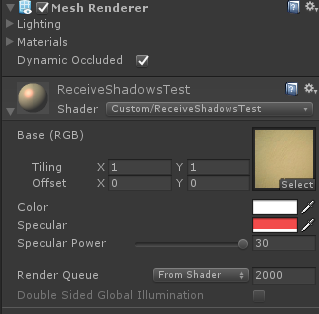 Mesh Renderer
Lighting
Materials
Dynamic Occluded
ReceiveShadowsTest
Shader Custom/ReceiveShadowsTest
Base (RGB)
Tiling X 1 Y 1
Offset X 0 Y 0
Select
Color
Specular
Specular Power 30
Render Queue From Shader 2000
Double Sided Global Illumination